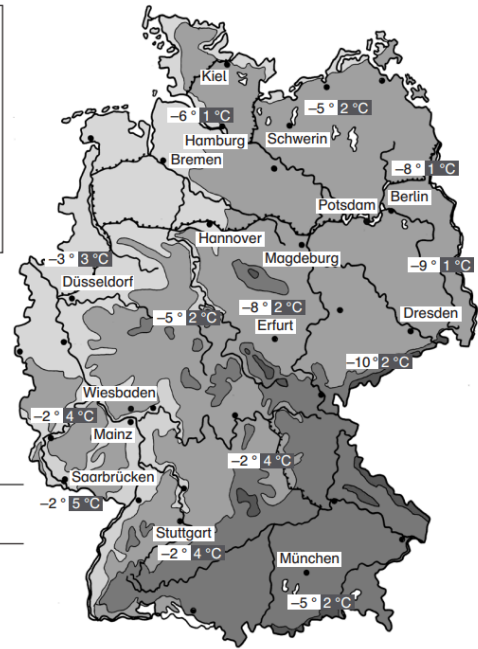 Kiel
–5 ° 2 °C
–6 ° 1 °C
Hamburg
Schwerin
Bremen
–8 ° 1 °C
Berlin
Potsdam
Hannover
Magdeburg
–3 ° 3 °C
–9 ° 1 °C
Düsseldorf
–8 ° 2 °C
–5 ° 2 °C
Dresden
Erfurt
–10 ° 2 °C
Wiesbaden
–2 ° 4 °C
Mainz
–2 ° 4 °C
Saarbrücken
–2 ° 5 °C
Stuttgart
–2 ° 4 °C
München
–5 ° 2 °C